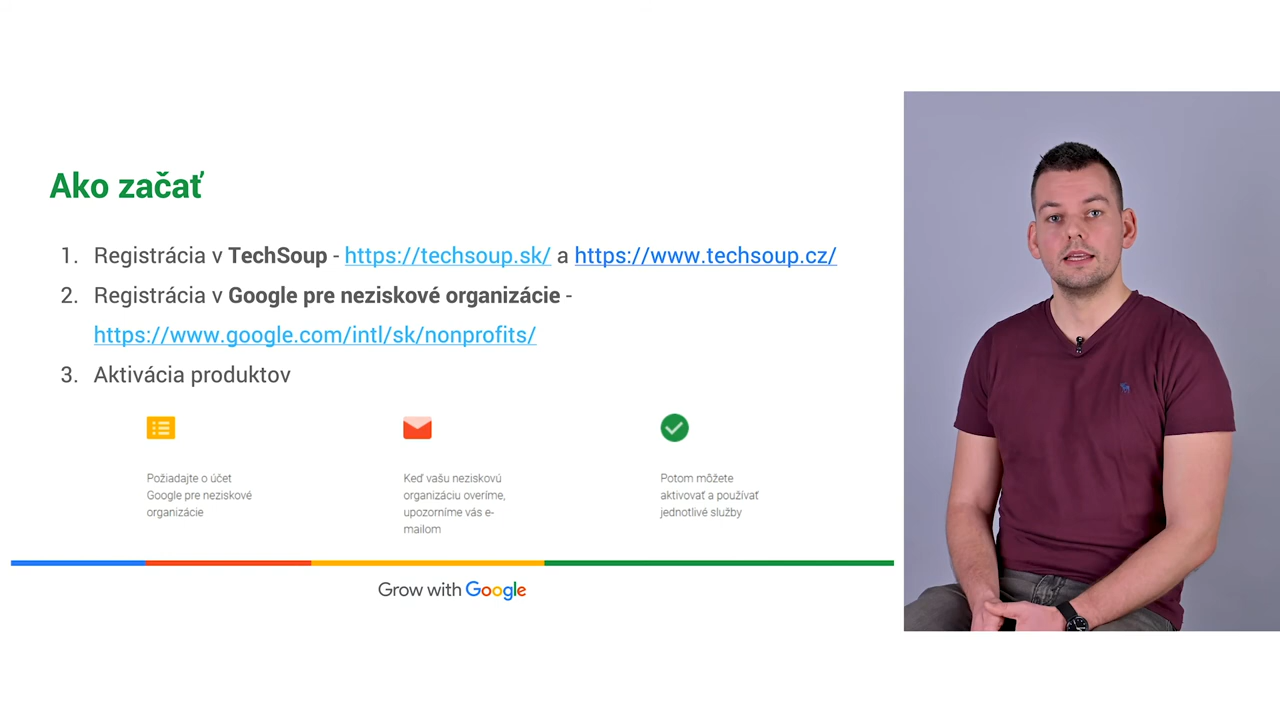 Ako začať
1. Registrácia v TechSoup - https://techsoup.sk/ a https://www.techsoup.cz/
2. Registrácia v Google pre neziskové organizácie -
https://www.google.com/intl/sk/nonprofits/
3. Aktivácia produktov
Požiadajte o účet
Google pre neziskové
organizácie
Keď vašu neziskovú
organizáciu overíme,
upozorníme vás e-
mailom
Potom môžete
aktivovať a používať
jednotlivé služby
Grow with Google